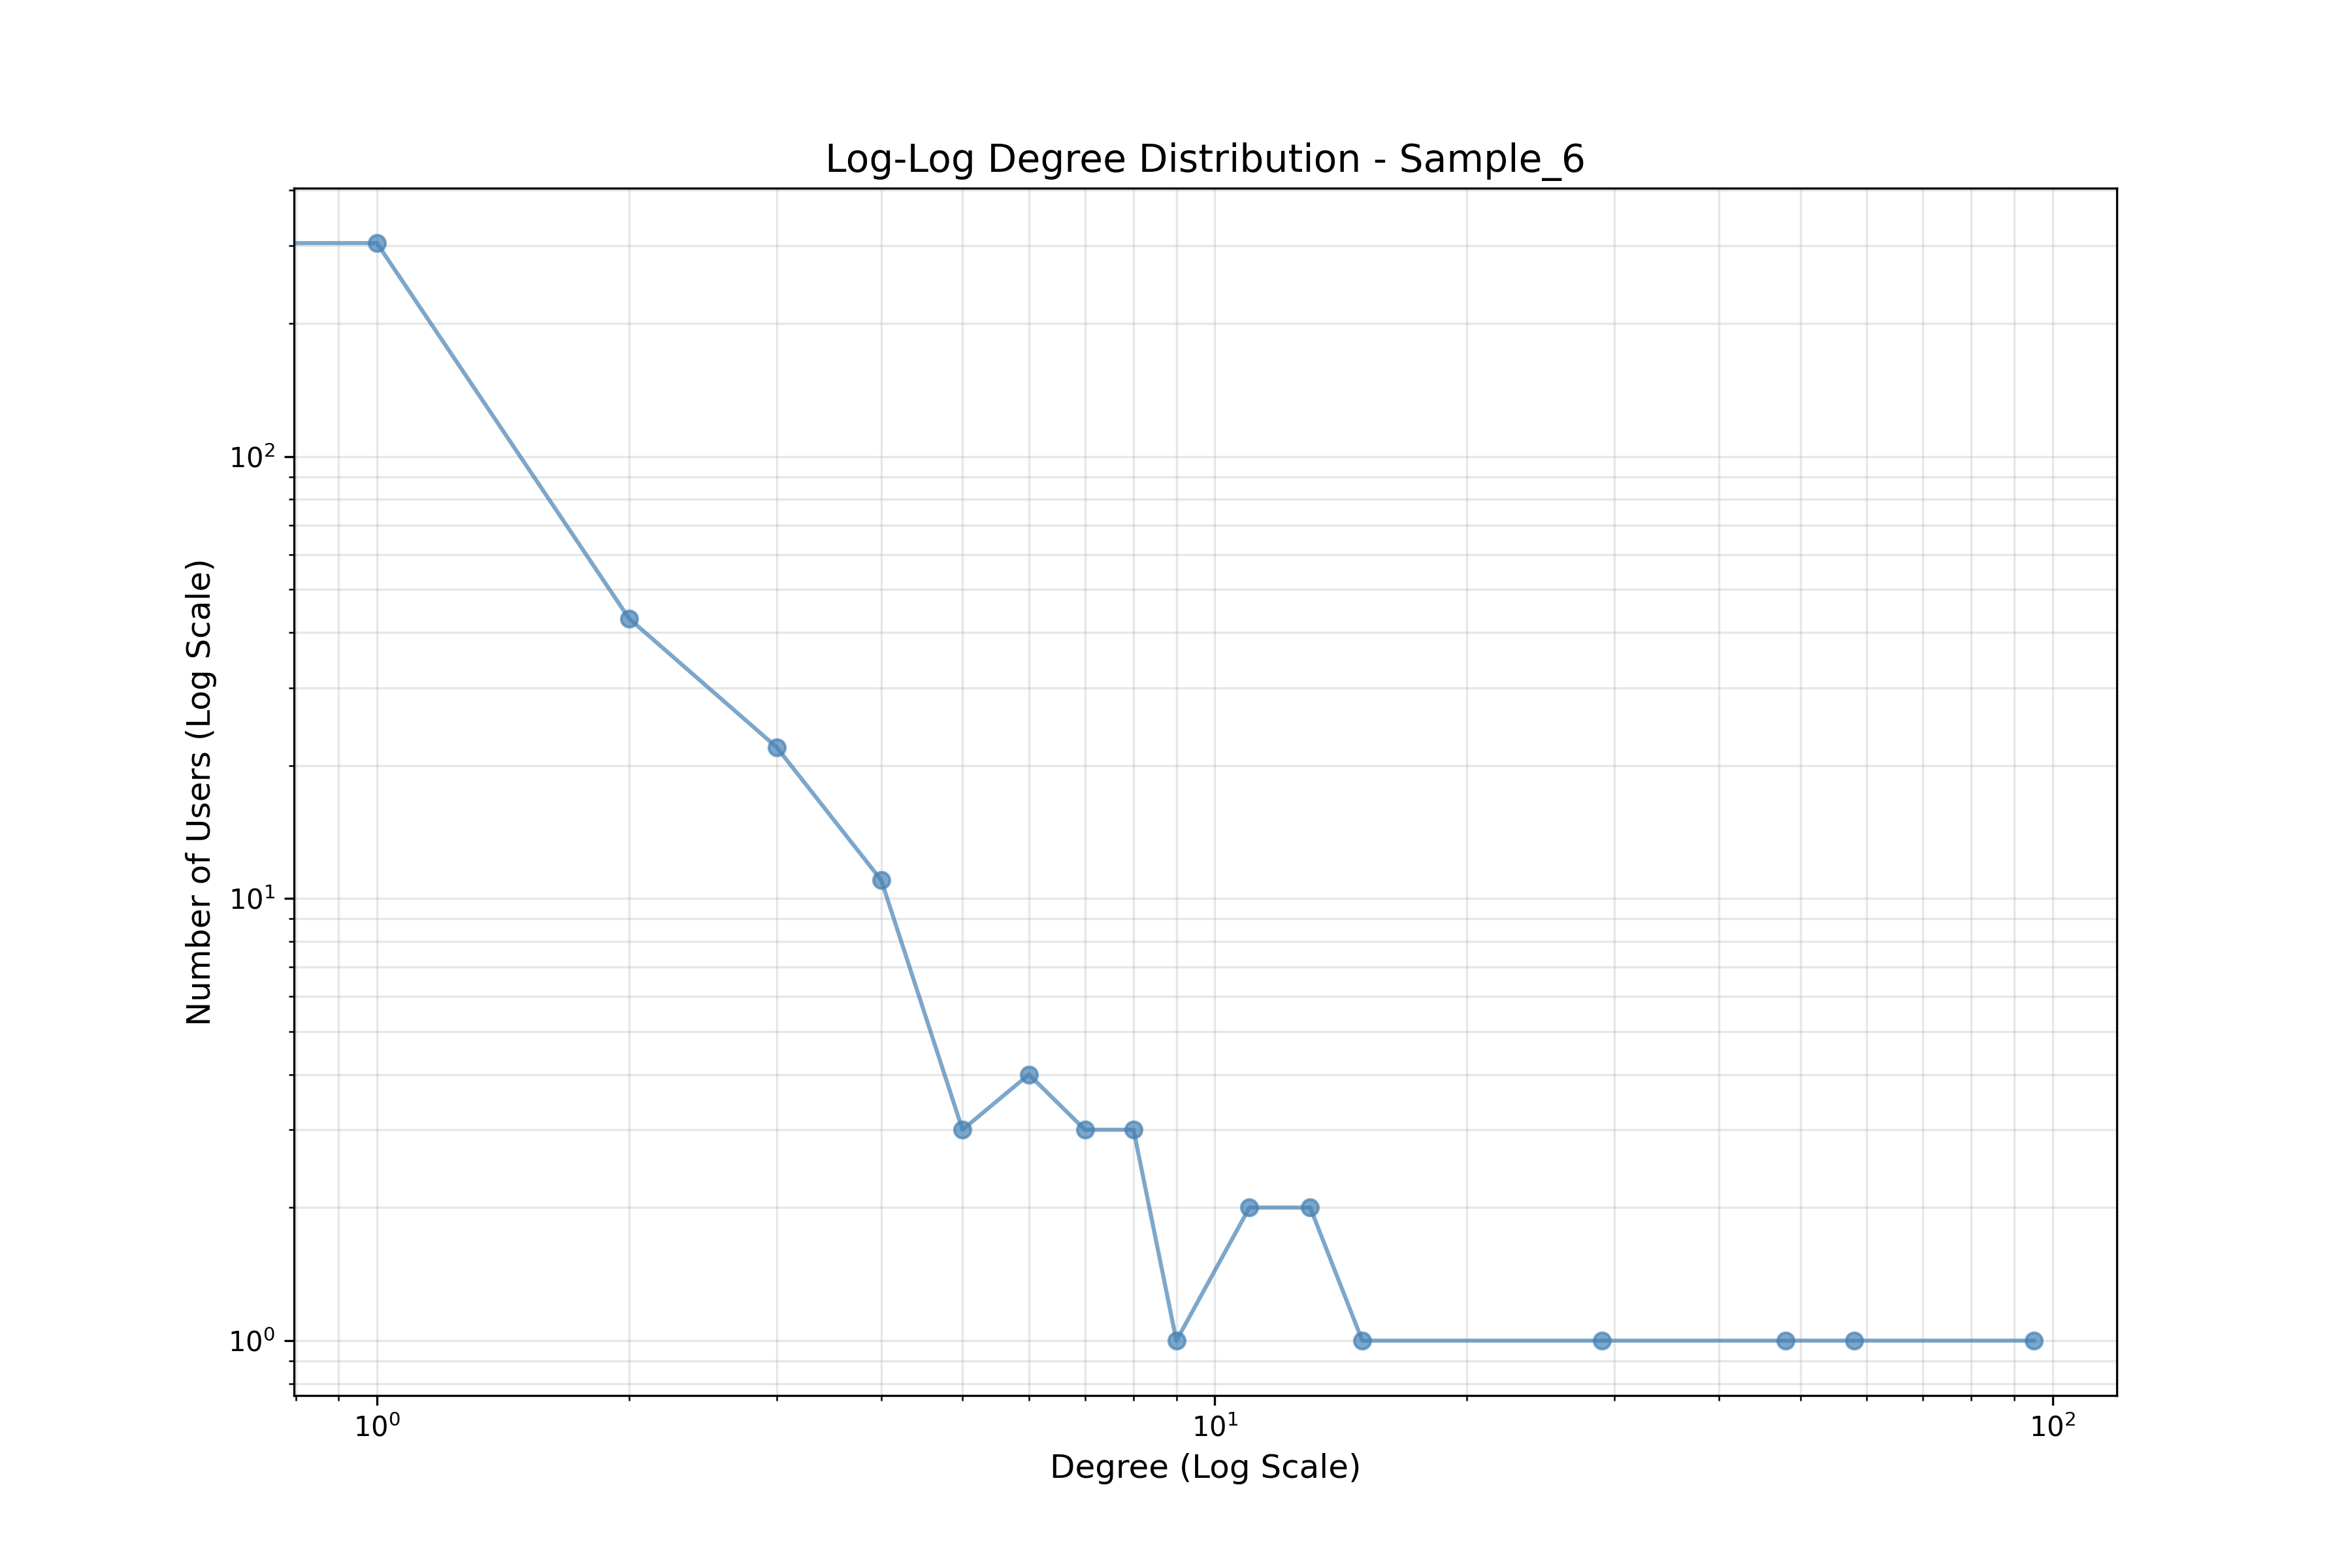 Log-Log Degree Distribution - Sample_6
Number of Users (Log Scale)
10²
10¹
10⁰
10⁰ 10¹ 10²
Degree (Log Scale)